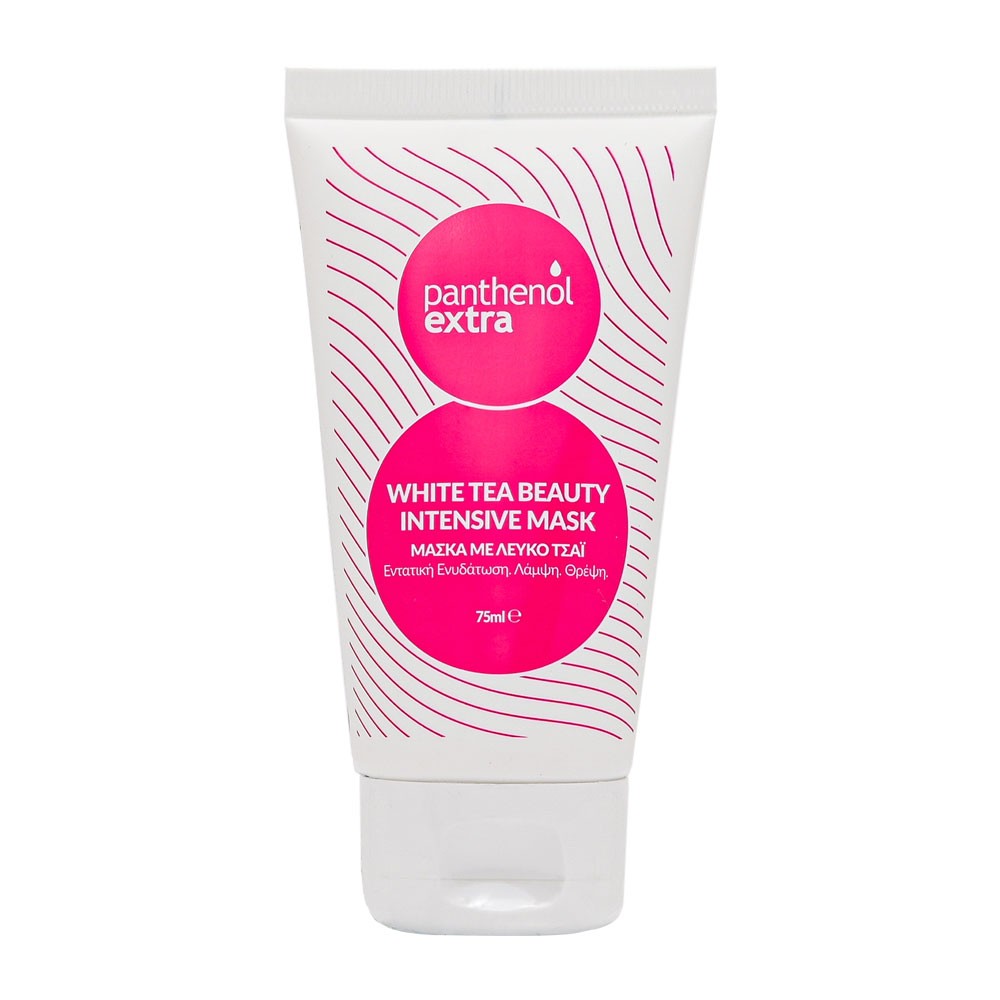 panthenol
extra
WHITE TEA BEAUTY
INTENSIVE MASK
ΜΑΣΚΑ ΜΕ ΛΕΥΚΟ ΤΣΑΪ
Εντατική Ενυδάτωση. Λάμψη. Θρέψη.
75ml ℮